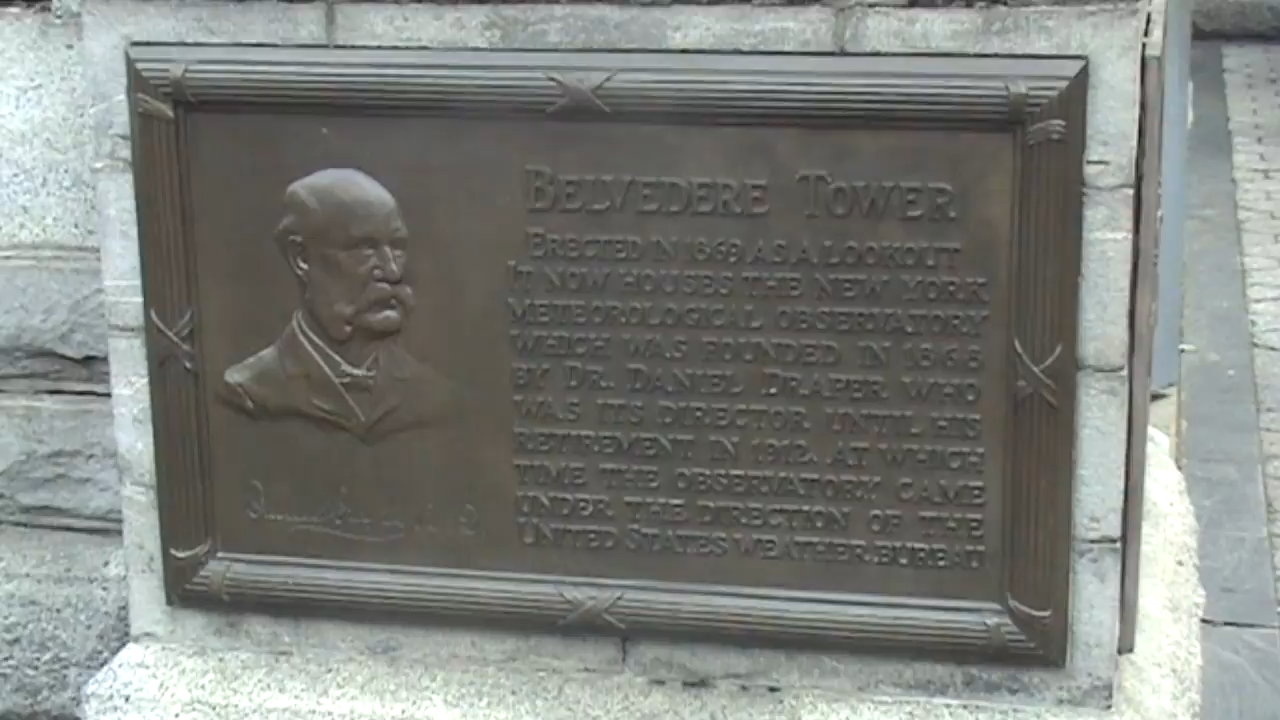 BELVEDERE TOWER
ERECTED IN 1869 AS A LOOKOUT
IT NOW HOUSES THE NEW YORK
METEOROLOGICAL OBSERVATORY
WHICH WAS FOUNDED IN 1868
BY DR. DANIEL DRAPER WHO
WAS ITS DIRECTOR UNTIL HIS
RETIREMENT IN 1912. AT WHICH
TIME THE OBSERVATORY CAME
UNDER THE DIRECTION OF THE
UNITED STATES WEATHER BUREAU